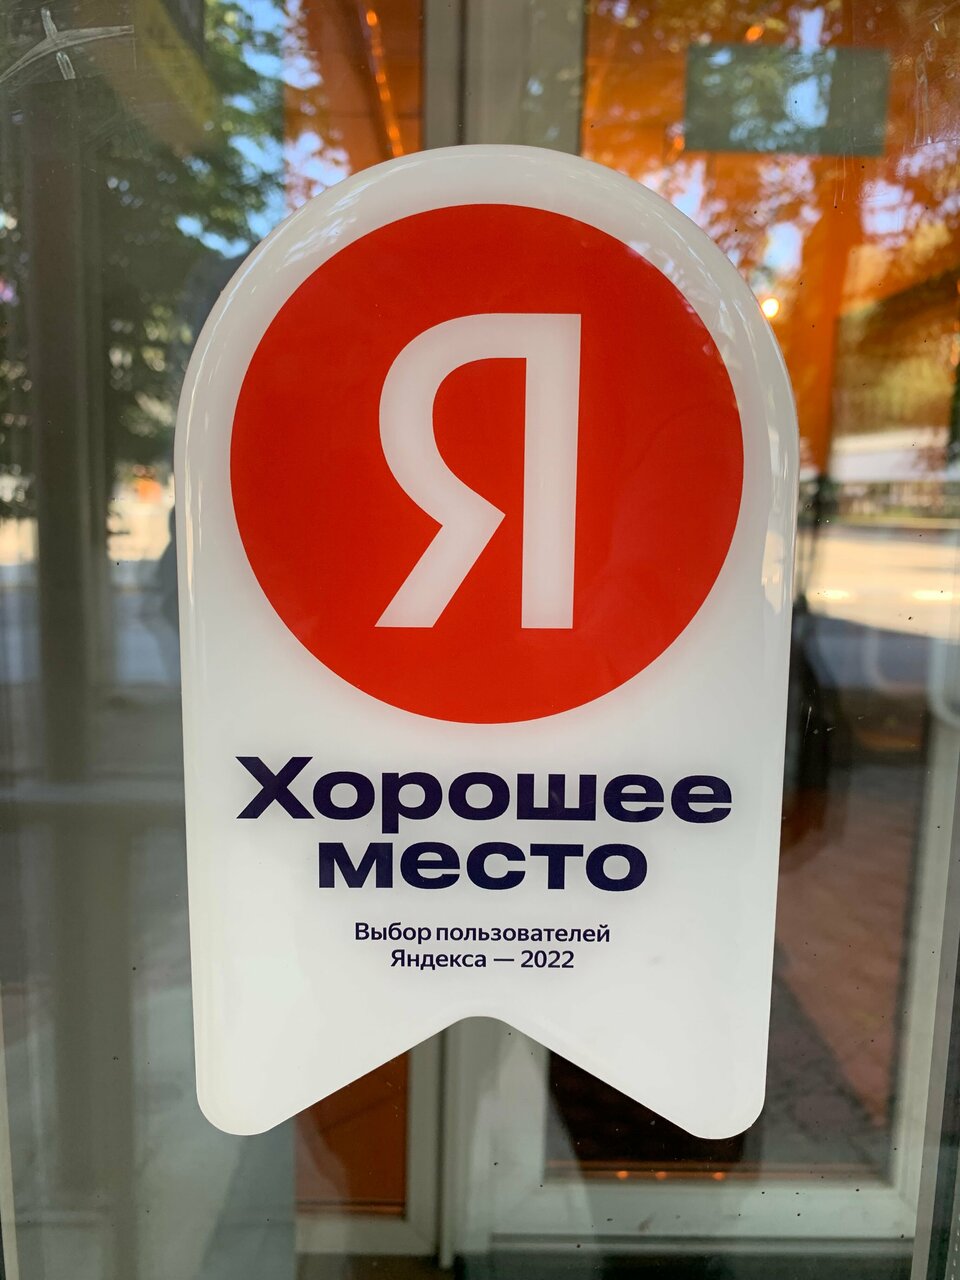 Я
Хорошее
место
Выбор пользователей
Яндекса — 2022